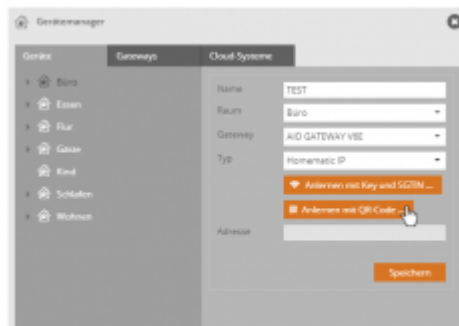 Gerätemanager
Geräte
Gateways
Cloud-Systeme
Büro
Essen
Flur
Gäste
Kind
Schlafen
Wohnen
Name
TEST
Raum
Büro
Gateway
AIO GATEWAY V6E
Typ
Homematic IP
Anlernen mit Key und SGTIN ...
Anlernen mit QR-Code ...
Adresse
Speichern